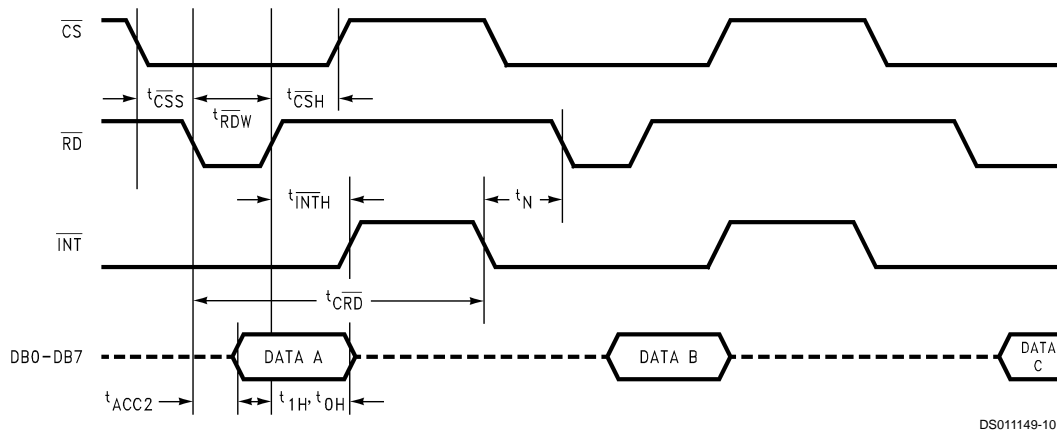 CS
tCSS
tRDW
tCSH
RD
tINTH
tN
INT
tCRD
DB0-DB7
DATA A
DATA B
DATA
C
tACC2
t1H, t0H
DS011149-10